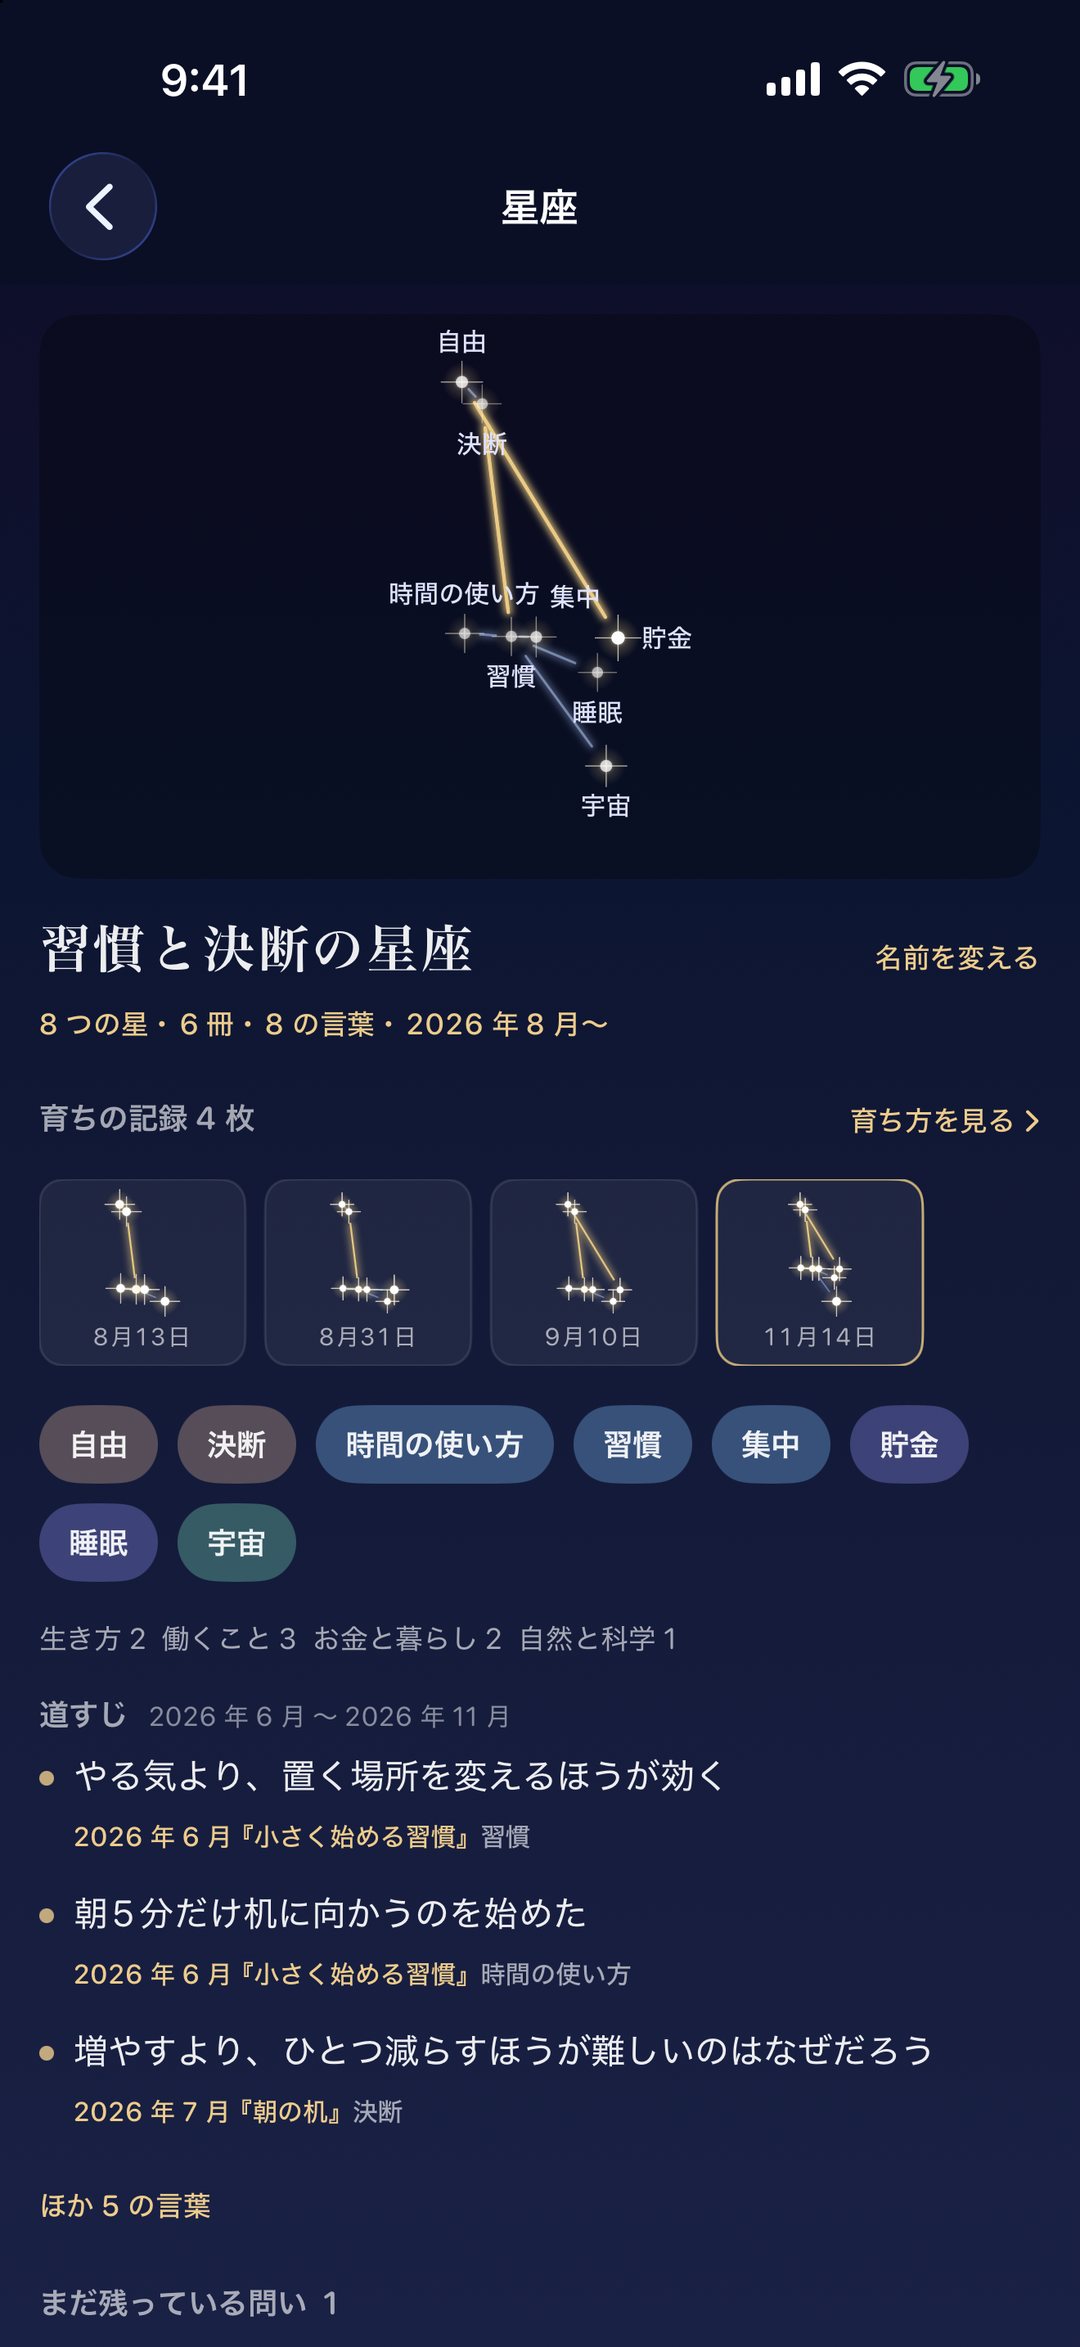 9:41
星座
自由
決断
時間の使い方 集中
貯金
習慣
睡眠
宇宙
習慣と決断の星座
名前を変える
8 つの星・6 冊・8 の言葉・2026 年 8 月〜
育ちの記録 4 枚
育ち方を見る
8月13日
8月31日
9月10日
11月14日
自由 決断 時間の使い方 習慣 集中 貯金
睡眠 宇宙
生き方 2 働くこと 3 お金と暮らし 2 自然と科学 1
道すじ 2026 年 6 月 〜 2026 年 11 月
やる気より、置く場所を変えるほうが効く
2026 年 6 月『小さく始める習慣』習慣
朝５分だけ机に向かうのを始めた
2026 年 6 月『小さく始める習慣』時間の使い方
増やすより、ひとつ減らすほうが難しいのはなぜだろう
2026 年 7 月『朝の机』決断
ほか 5 の言葉
まだ残っている問い 1